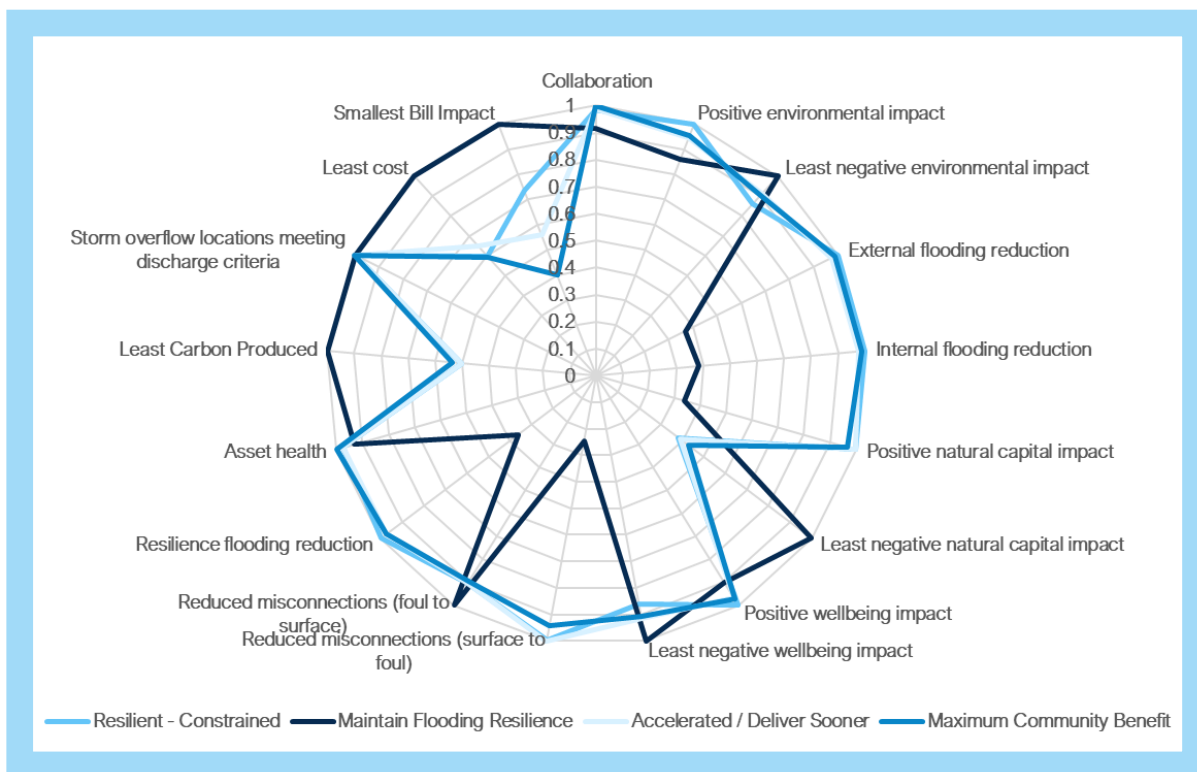 Collaboration
Smallest Bill Impact
Positive environmental impact
Least cost
Least negative environmental impact
Storm overflow locations meeting
discharge criteria
External flooding reduction
Least Carbon Produced
Internal flooding reduction
Asset health
Positive natural capital impact
Resilience flooding reduction
Least negative natural capital impact
Reduced misconnections (foul to
surface)
Positive wellbeing impact
Reduced misconnections (surface to
foul)
Least negative wellbeing impact
1
0.9
0.8
0.7
0.6
0.5
0.4
0.3
0.2
0.1
0
Resilient - Constrained
Maintain Flooding Resilience
Accelerated / Deliver Sooner
Maximum Community Benefit